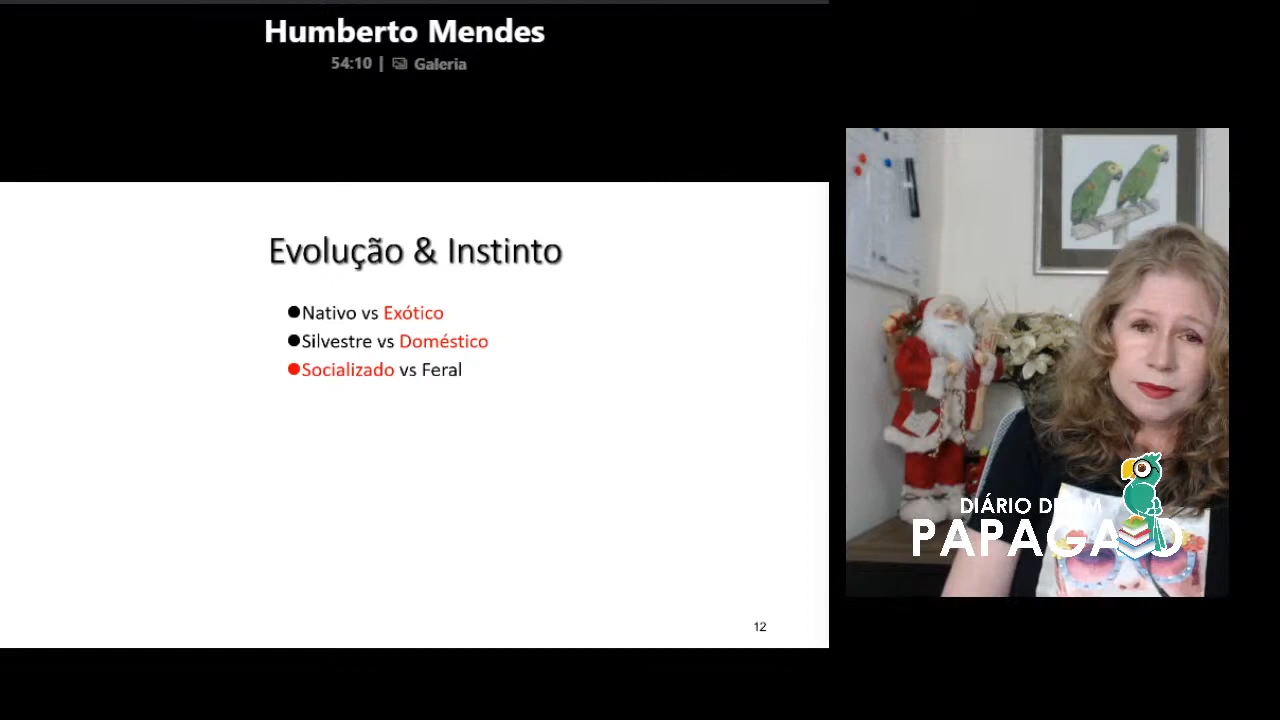 Humberto Mendes
54:10 | Galeria
Evolução & Instinto
●Nativo vs Exótico
●Silvestre vs Doméstico
●Socializado vs Feral
12
DIÁRIO DE UM
PAPAGAIO